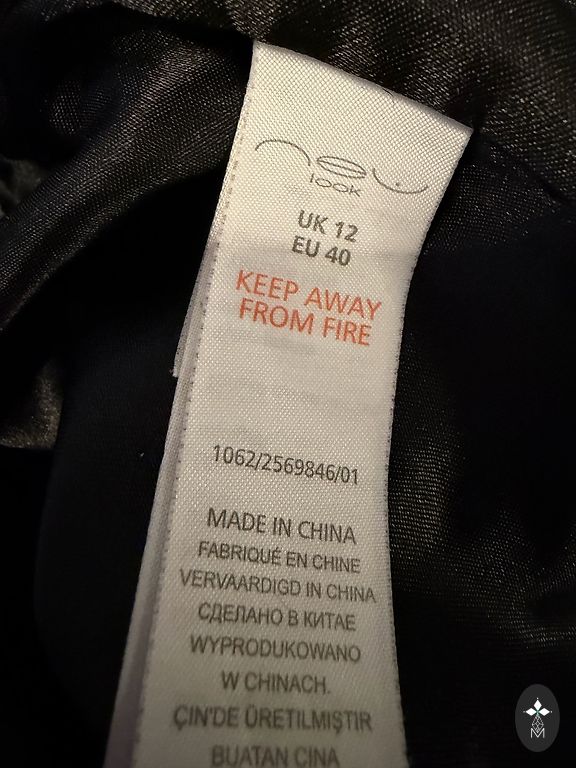 new
look
UK 12
EU 40
KEEP AWAY
FROM FIRE
1062/2569846/01
MADE IN CHINA
FABRIQUÉ EN CHINE
VERVAARDIGD IN CHINA
СДЕЛАНО В КИТАЕ
WYPRODUKOWANO
W CHINACH.
ÇIN'DE ÜRETILMIŞTIR
BUATAN CINA
M